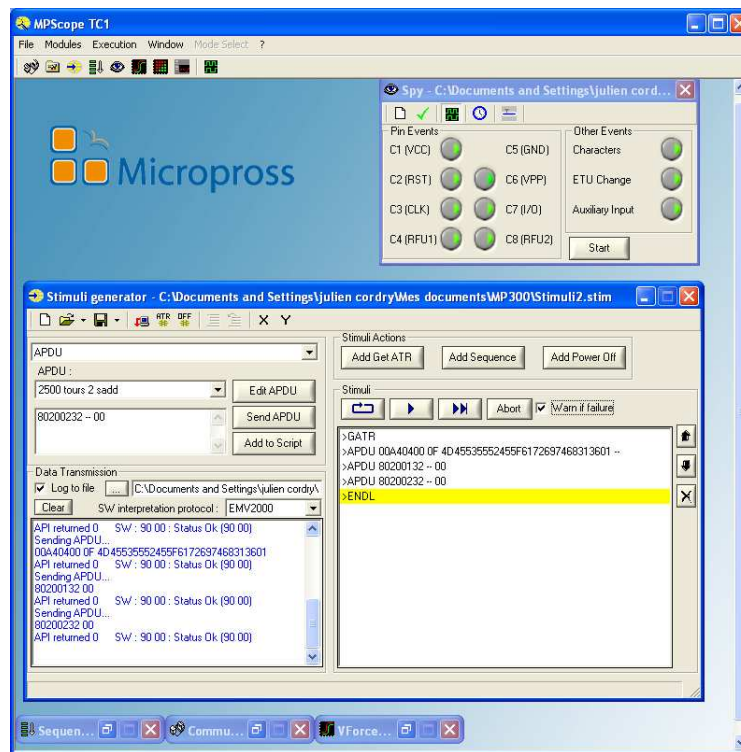 MPScope TC1
File Modules Execution Window Mode Select ?
Micropross
Spy - C:\Documents and Settings\julien cord...
Pin Events
C1 (VCC)
C5 (GND)
C2 (RST)
C6 (VPP)
C3 (CLK)
C7 (I/O)
C4 (RFU1)
C8 (RFU2)
Other Events
Characters
ETU Change
Auxiliary Input
Start
Stimuli generator - C:\Documents and Settings\julien cordry\Mes documents\MP300\Stimuli2.stim
ATR OFF X Y
APDU
APDU :
2500 tours 2 sadd
Edit APDU
80200232 -- 00
Send APDU
Add to Script
Data Transmission
Log to file ... C:\Documents and Settings\julien cordry\
Clear SW interpretation protocol : EMV2000
API returned 0 SW : 90 00 : Status Ok (90 00)
Sending APDU...
00A40400 0F 4D45535552455F6172697468313601
API returned 0 SW : 90 00 : Status Ok (90 00)
Sending APDU...
80200132 00
API returned 0 SW : 90 00 : Status Ok (90 00)
Sending APDU...
80200232 00
API returned 0 SW : 90 00 : Status Ok (90 00)
Stimuli Actions
Add Get ATR Add Sequence Add Power Off
Stimuli
Abort Warn if failure
>GATR
>APDU 00A40400 0F 4D45535552455F6172697468313601 --
>APDU 80200132 -- 00
>APDU 80200232 -- 00
>ENDL
Sequen... Commu... VForce...